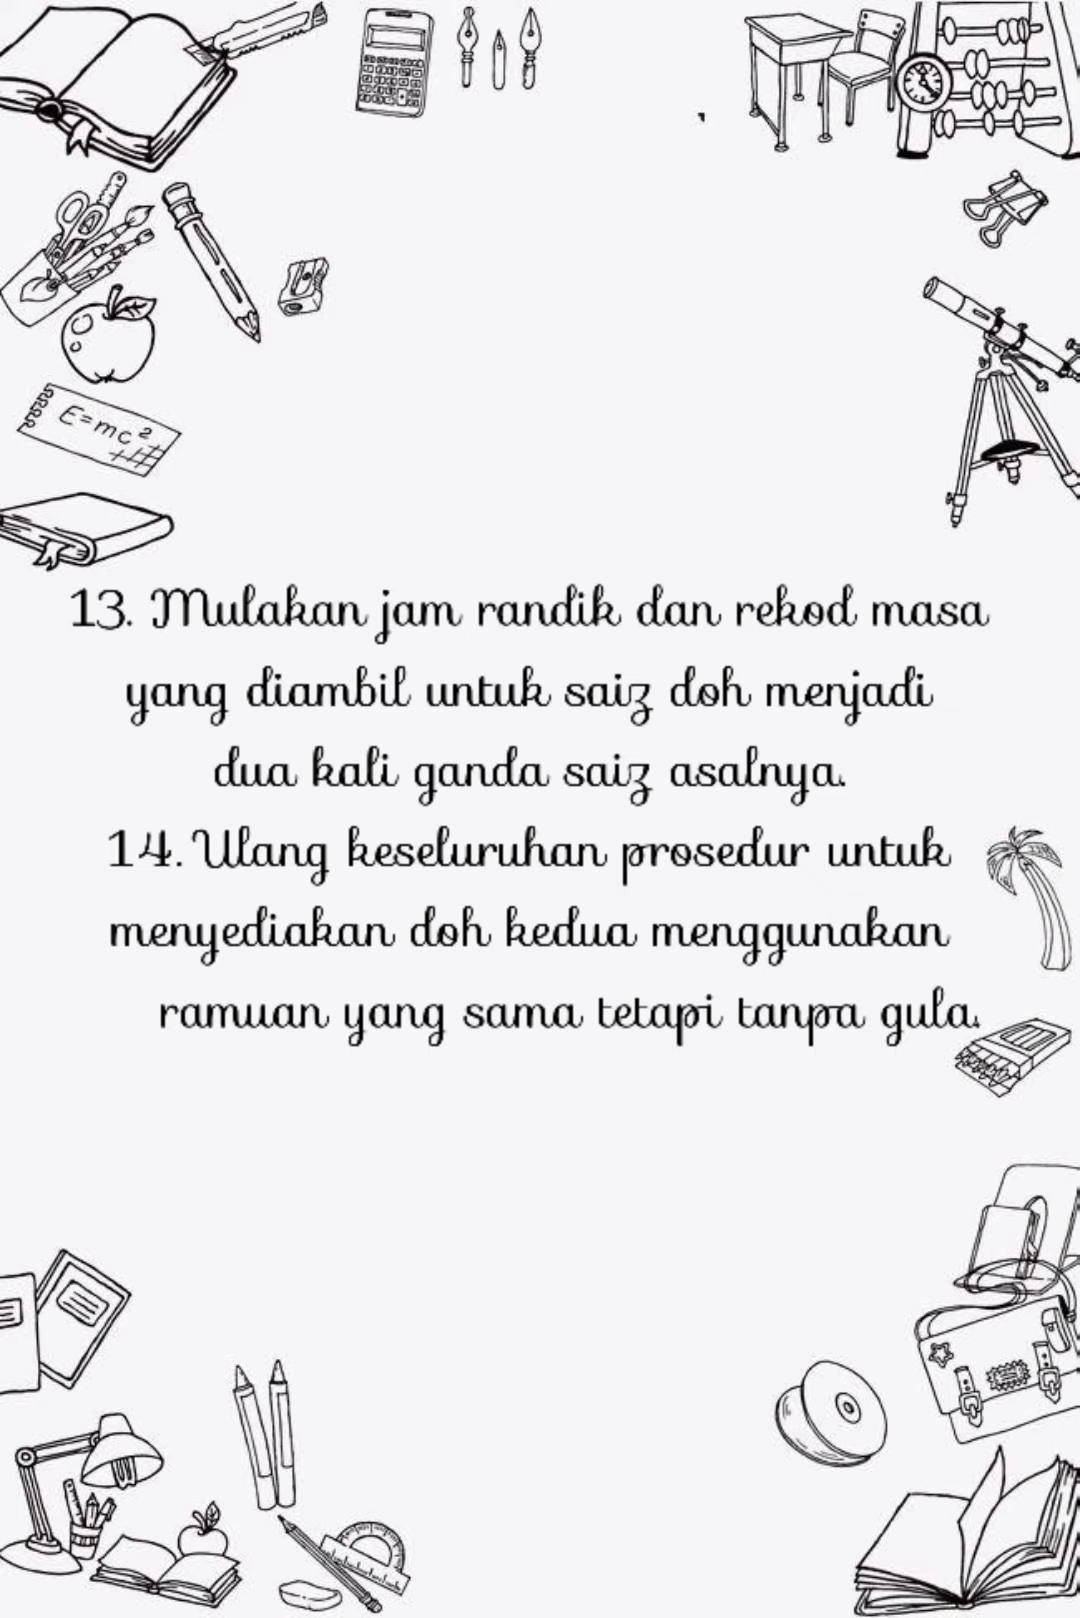 E=mc²
13. Mulakan jam randik dan rekod masa
yang diambil untuk saiz doh menjadi
dua kali ganda saiz asalnya.
14. Ulang keseluruhan prosedur untuk
menyediakan doh kedua menggunakan
ramuan yang sama tetapi tanpa gula.